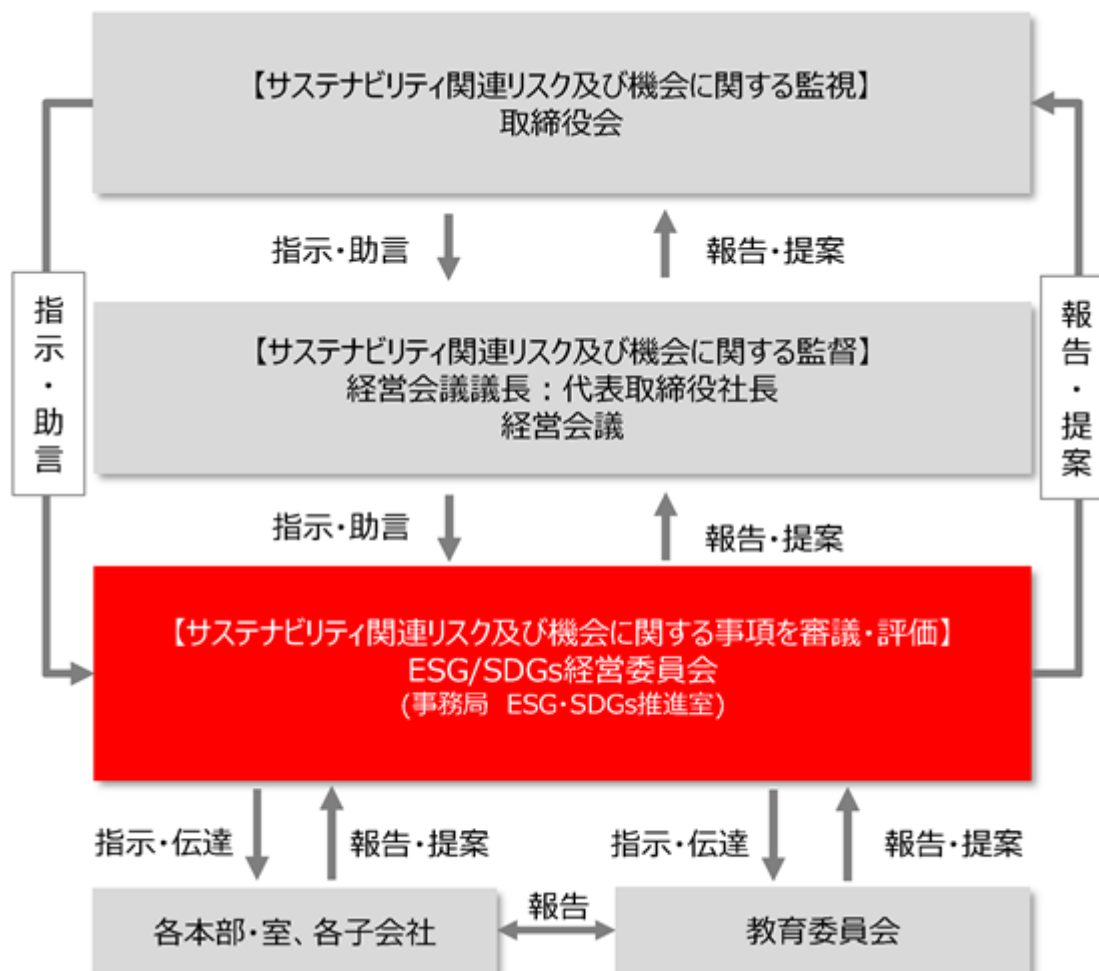 【サステナビリティ関連リスク及び機会に関する監視】
取締役会
指示・助言
報告・提案
指示・助言
報告・提案
【サステナビリティ関連リスク及び機会に関する監督】
経営会議議長：代表取締役社長
経営会議
指示・助言
報告・提案
【サステナビリティ関連リスク及び機会に関する事項を審議・評価】
ESG/SDGs経営委員会
(事務局　ESG・SDGs推進室)
指示・伝達
報告・提案
指示・伝達
報告・提案
各本部・室、各子会社
報告
教育委員会